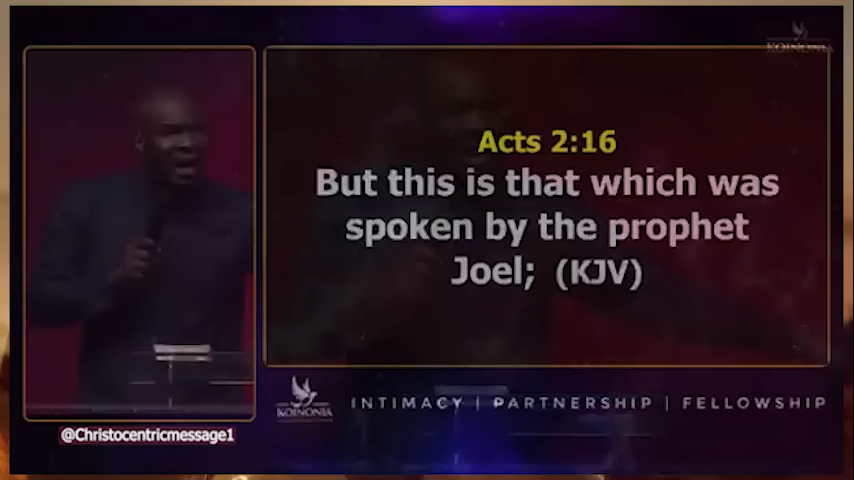 KOINONIA
Acts 2:16
But this is that which was
spoken by the prophet
Joel; (KJV)
KOINONIA
INTIMACY | PARTNERSHIP | FELLOWSHIP
@Christocentricmessage1